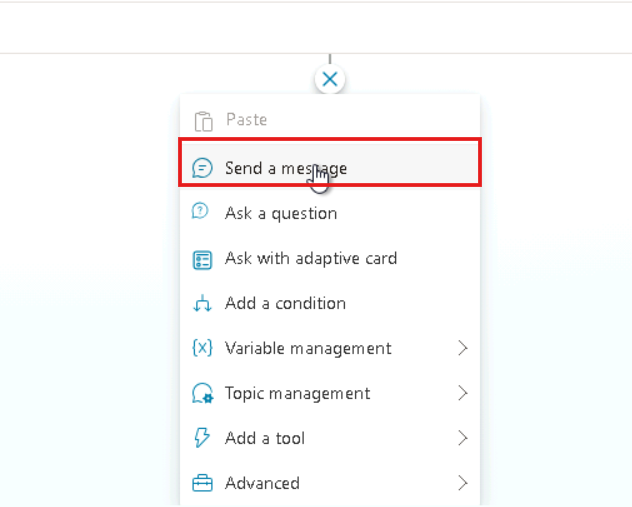 Paste
Send a message
Ask a question
Ask with adaptive card
Add a condition
Variable management
Topic management
Add a tool
Advanced